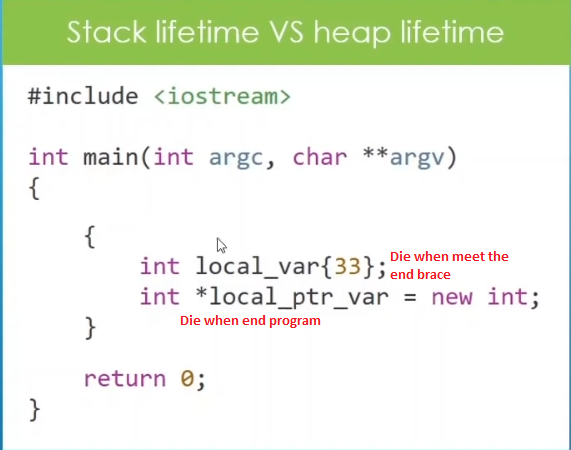 Stack lifetime VS heap lifetime
#include <iostream>
int main(int argc, char **argv)
{
{
int local_var{33}; Die when meet the
end brace
int *local_ptr_var = new int;
Die when end program
}
return 0;
}